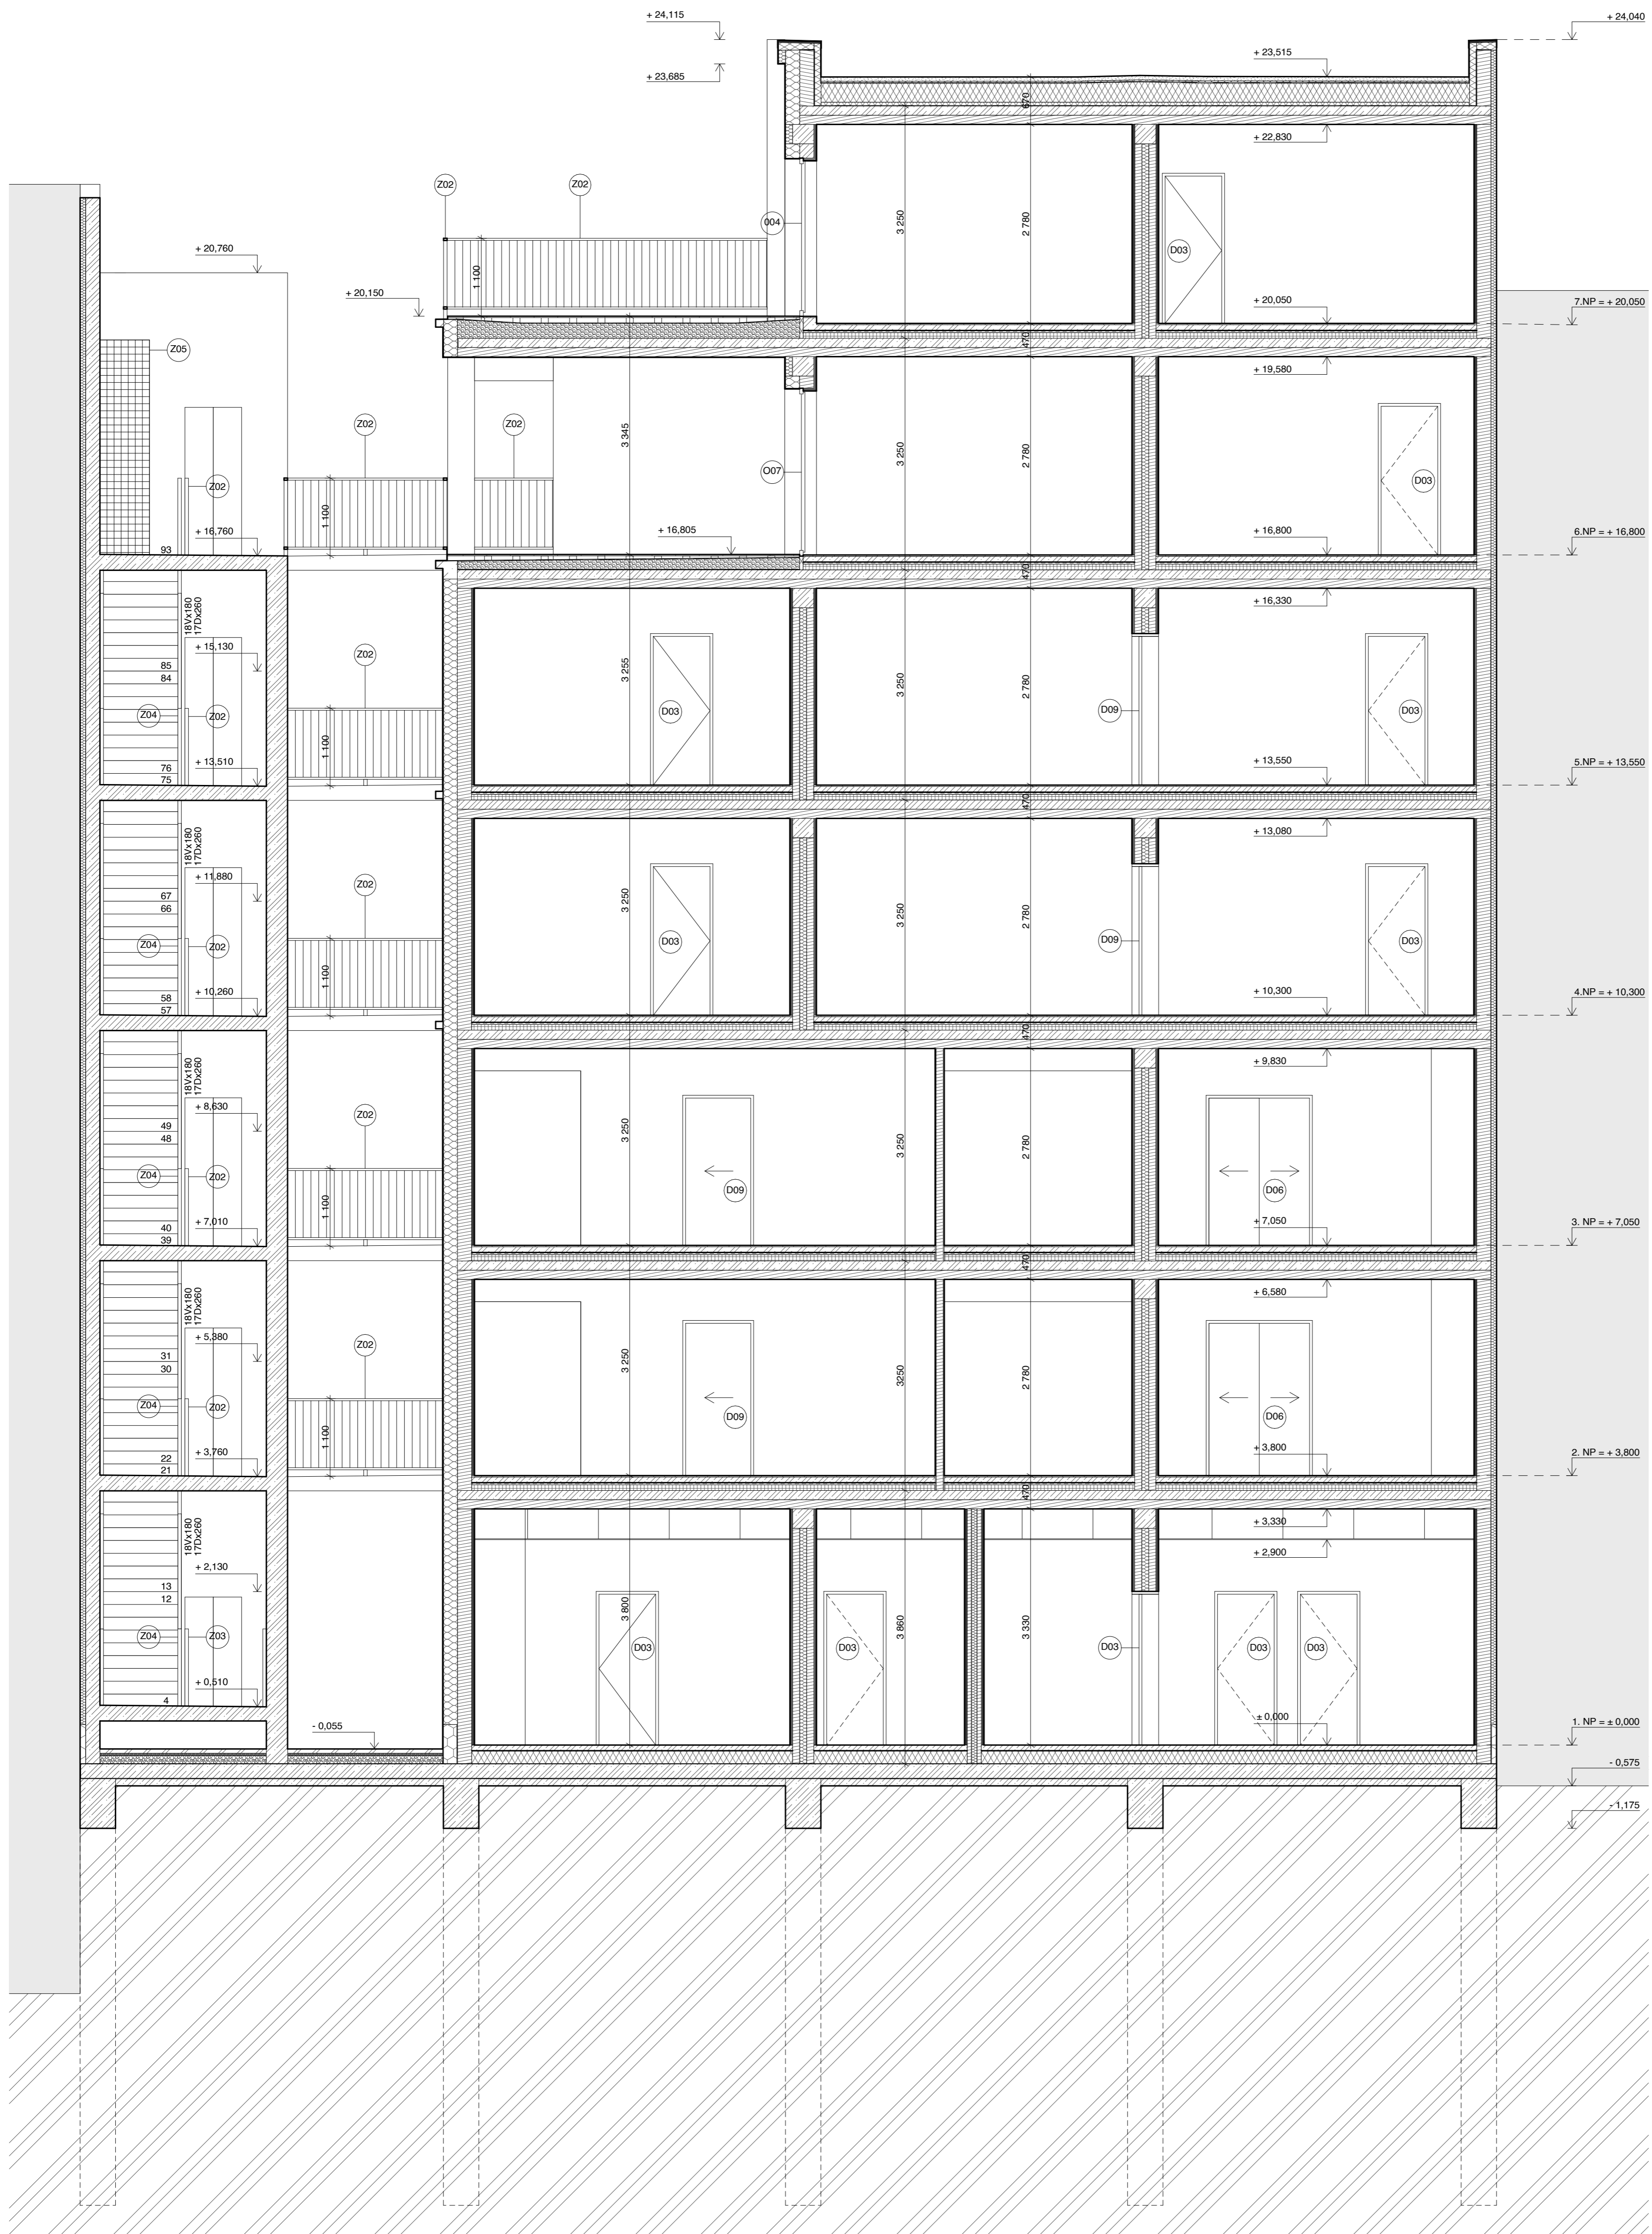 + 24,115
+ 24,040
+ 23,515
+ 23,685
670
+ 22,830
Z02
Z02
004
3 250
2 780
D03
+ 20,760
1 100
+ 20,150
+ 20,050
7.NP = + 20,050
Z05
470
+ 19,580
Z02
Z02
3 345
3 250
2 780
O07
D03
Z02
1 100
+ 16,760
+ 16,805
+ 16,800
6.NP = + 16,800
93
470
18Vx180
17Dx260
+ 16,330
+ 15,130
Z02
85
84
3 255
3 250
2 780
Z04
Z02
D03
D09
D03
1 100
76
+ 13,510
+ 13,550
5.NP = + 13,550
75
470
18Vx180
17Dx260
+ 13,080
+ 11,880
Z02
67
66
3 250
3 250
2 780
Z04
Z02
D03
D09
D03
1 100
58
+ 10,260
+ 10,300
4.NP = + 10,300
57
470
18Vx180
17Dx260
+ 9,830
+ 8,630
Z02
49
48
3 250
3 250
2 780
Z04
Z02
D09
D06
1 100
40
+ 7,010
+ 7,050
3. NP = + 7,050
39
470
18Vx180
17Dx260
+ 6,580
+ 5,380
Z02
31
30
3 250
3250
2 780
Z04
Z02
D09
D06
1 100
22
+ 3,760
+ 3,800
2. NP = + 3,800
21
470
18Vx180
17Dx260
+ 3,330
+ 2,900
+ 2,130
13
12
3 800
3 860
3 330
Z04
Z03
D03
D03
D03
D03
D03
4
+ 0,510
- 0,055
± 0,000
1. NP = ± 0,000
- 0,575
- 1,175